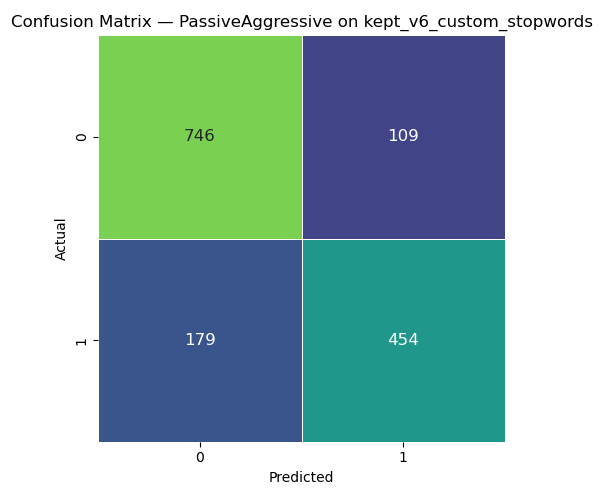 Confusion Matrix — PassiveAggressive on kept_v6_custom_stopwords
0
746
109
Actual
1
179
454
0
1
Predicted